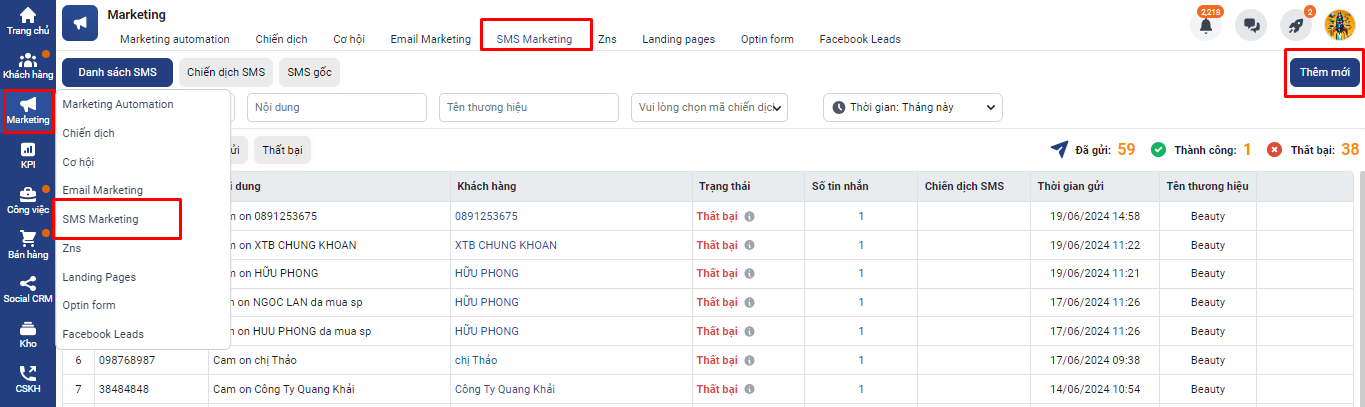 Trang chủ
Khách hàng
Marketing
KPI
Công việc
Bán hàng
Social CRM
Kho
CSKH
Marketing
Marketing automation Chiến dịch Cơ hội Email Marketing SMS Marketing Zns Landing pages Optin form Facebook Leads
2,218 2
Danh sách SMS Chiến dịch SMS SMS gốc Thêm mới
Nội dung Tên thương hiệu Vui lòng chọn mã chiến dịch Thời gian: Tháng này
Marketing Automation
Chiến dịch
Cơ hội
Email Marketing
SMS Marketing
Zns
Landing Pages
Optin form
Facebook Leads
Thất bại Đã gửi: 59 Thành công: 1 Thất bại: 38
dung Khách hàng Trạng thái Số tin nhắn Chiến dịch SMS Thời gian gửi Tên thương hiệu
on 0891253675 0891253675 Thất bại 1 19/06/2024 14:58 Beauty
on XTB CHUNG KHOAN XTB CHUNG KHOAN Thất bại 1 19/06/2024 11:22 Beauty
on HỮU PHONG HỮU PHONG Thất bại 1 19/06/2024 11:21 Beauty
on NGOC LAN da mua sp HỮU PHONG Thất bại 1 17/06/2024 11:26 Beauty
on HUU PHONG da mua sp HỮU PHONG Thất bại 1 17/06/2024 11:26 Beauty
6 098768987 Cam on chị Thảo chị Thảo Thất bại 1 17/06/2024 09:38 Beauty
7 38484848 Cam on Công Ty Quang Khải Công Ty Quang Khải Thất bại 1 14/06/2024 10:54 Beauty